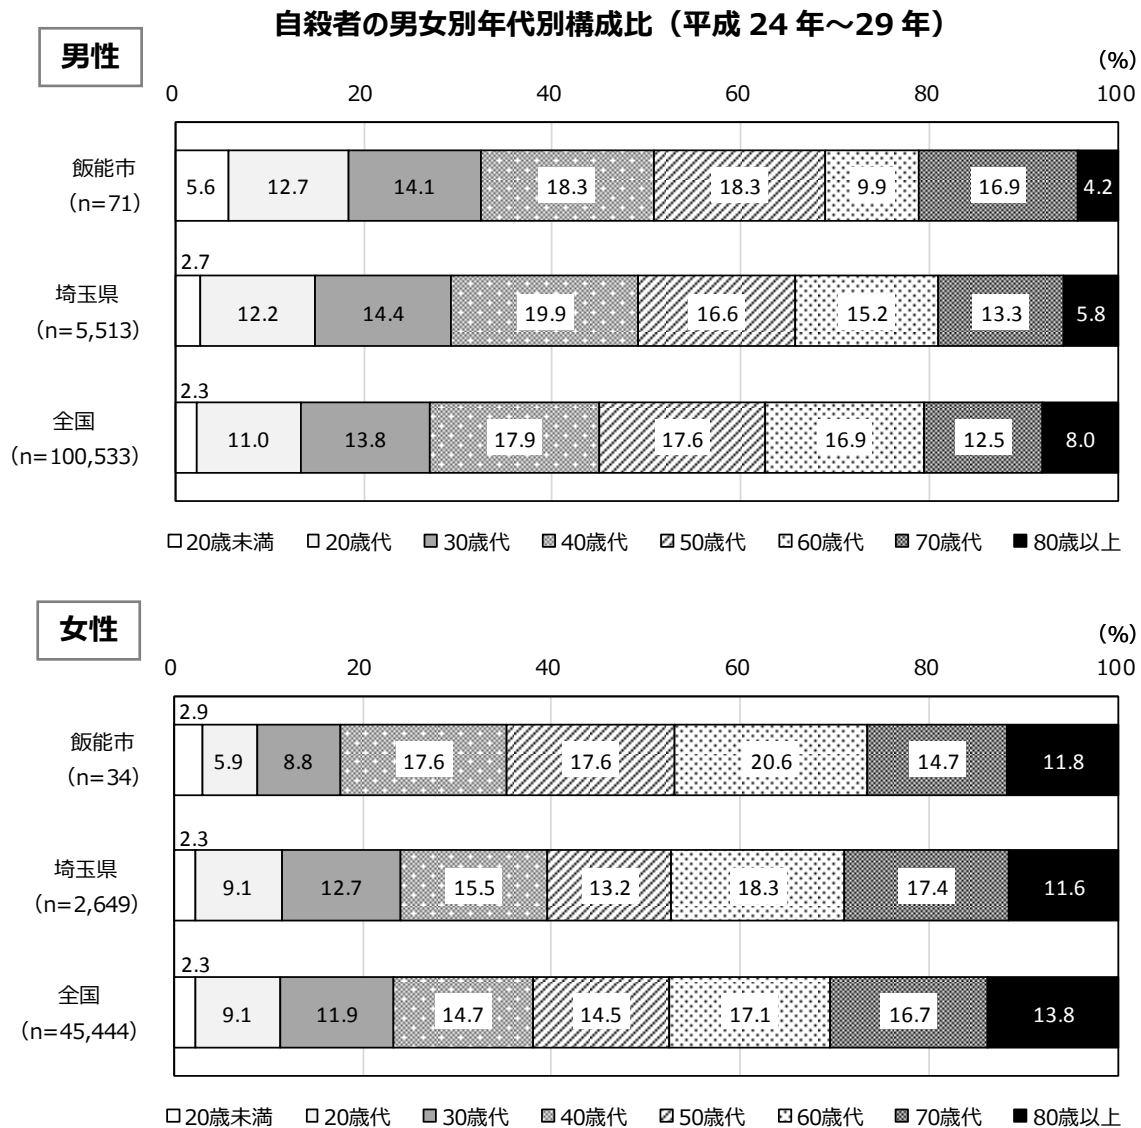 自殺者の男女別年代別構成比（平成 24 年～29 年）
男性
(%)
0 20 40 60 80 100
飯能市
(n=71)
5.6 12.7 14.1 18.3 18.3 9.9 16.9 4.2
2.7
埼玉県
(n=5,513)
12.2 14.4 19.9 16.6 15.2 13.3 5.8
2.3
全国
(n=100,533)
11.0 13.8 17.9 17.6 16.9 12.5 8.0
20歳未満 20歳代 30歳代 40歳代 50歳代 60歳代 70歳代 80歳以上
女性
(%)
0 20 40 60 80 100
2.9
飯能市
(n=34)
5.9 8.8 17.6 17.6 20.6 14.7 11.8
2.3
埼玉県
(n=2,649)
9.1 12.7 15.5 13.2 18.3 17.4 11.6
2.3
全国
(n=45,444)
9.1 11.9 14.7 14.5 17.1 16.7 13.8
20歳未満 20歳代 30歳代 40歳代 50歳代 60歳代 70歳代 80歳以上